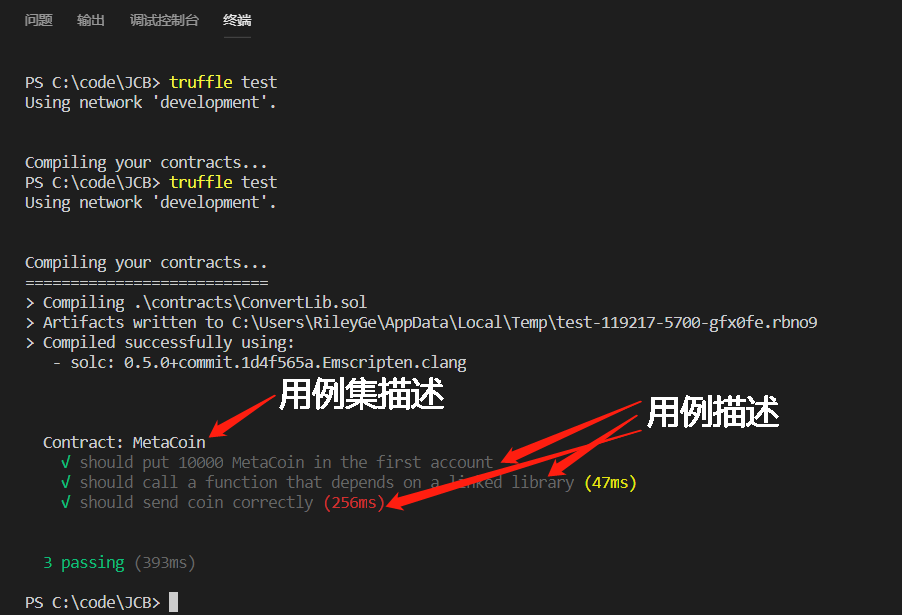 问题 输出 调试控制台 终端
PS C:\code\JCB> truffle test
Using network 'development'.
Compiling your contracts...
PS C:\code\JCB> truffle test
Using network 'development'.
Compiling your contracts...
===========================
> Compiling .\contracts\ConvertLib.sol
> Artifacts written to C:\Users\RileyGe\AppData\Local\Temp\test-119217-5700-gfx0fe.rbno9
> Compiled successfully using:
- solc: 0.5.0+commit.1d4f565a.Emscripten.clang
用例集描述
用例描述
Contract: MetaCoin
√ should put 10000 MetaCoin in the first account
√ should call a function that depends on a linked library (47ms)
√ should send coin correctly (256ms)
3 passing (393ms)
PS C:\code\JCB>